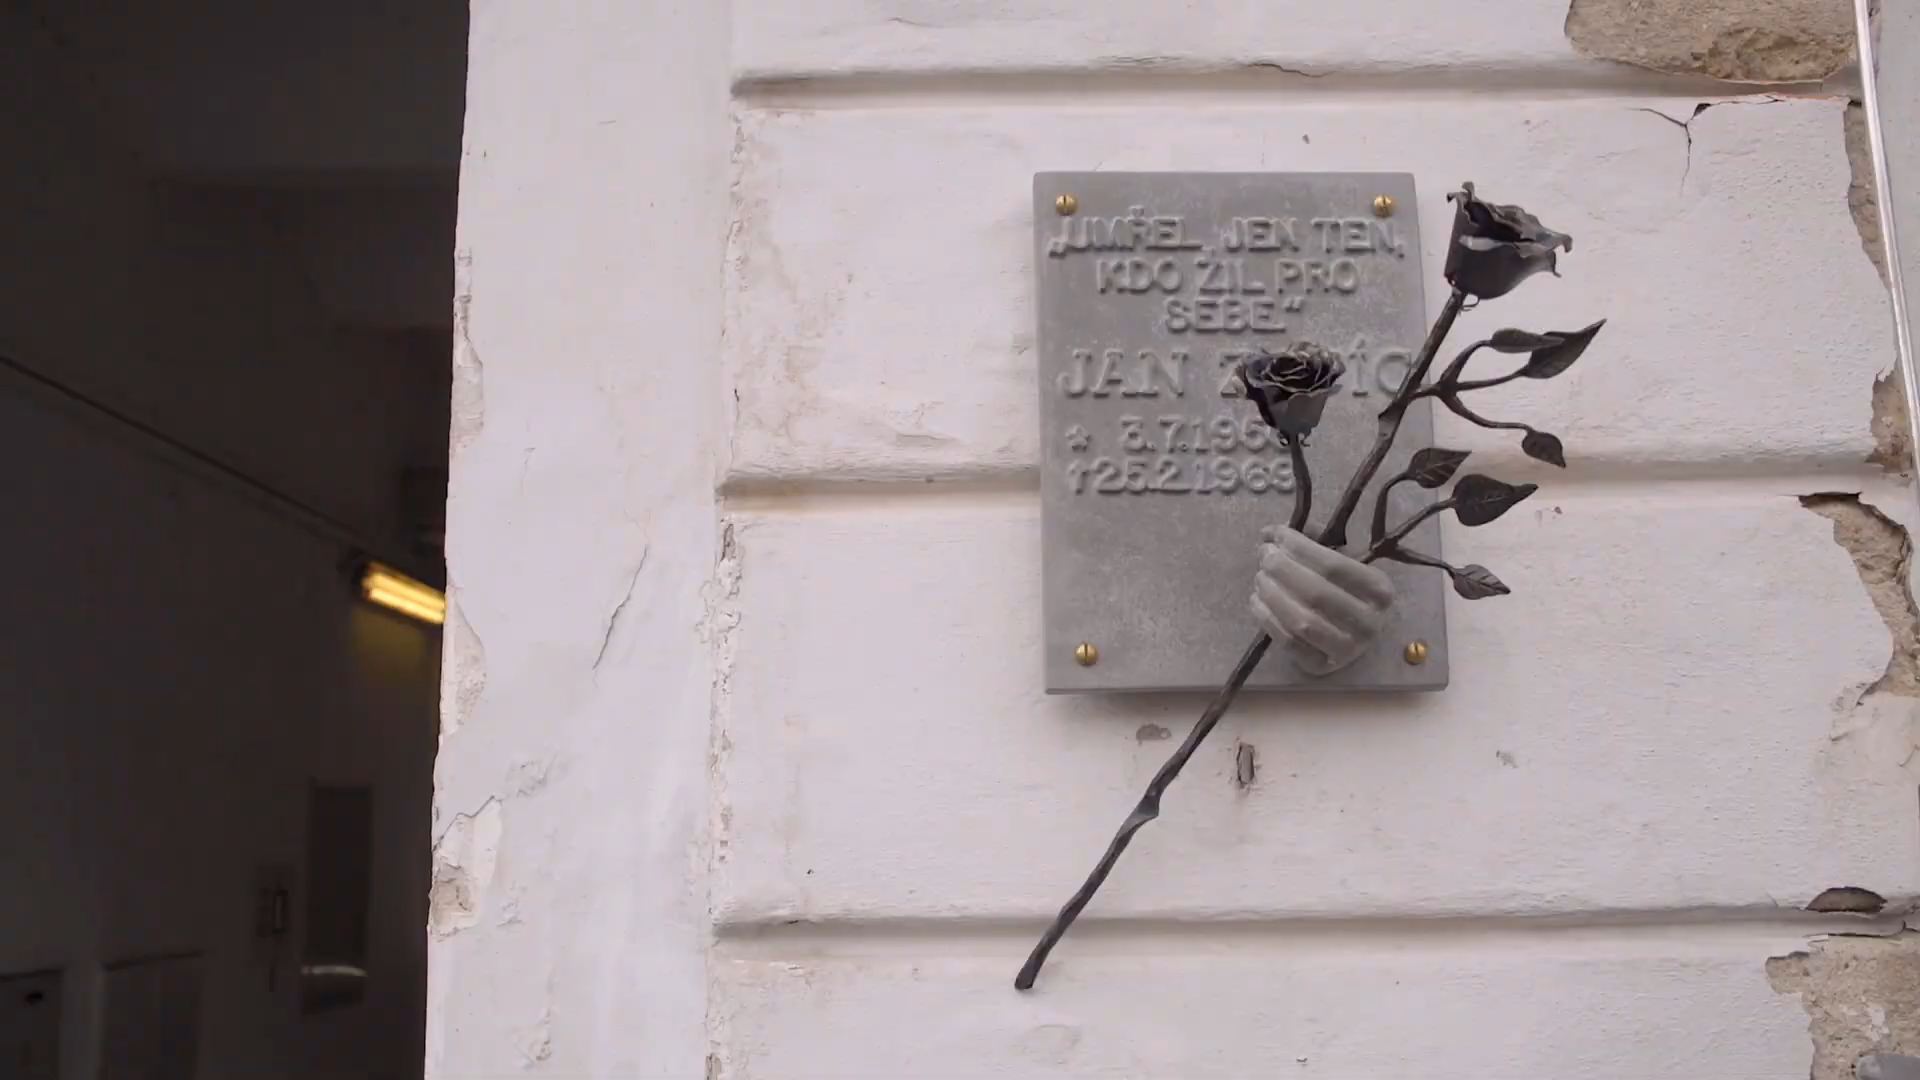 „UMŘEL JEN TEN,
KDO ŽIL PRO
SEBE.“
JAN
* 3.7.195
†25.2.1969